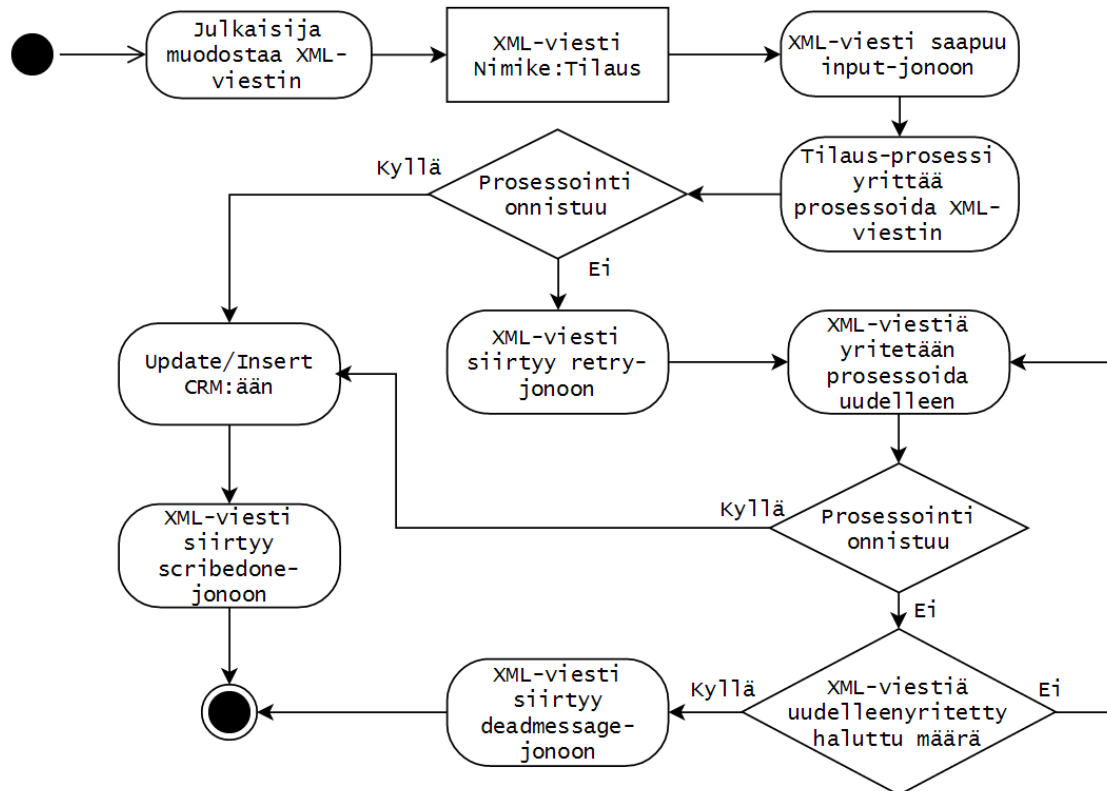 Julkaisija
muodostaa XML-
viestin
XML-viesti
Nimike:Tilaus
XML-viesti saapuu
input-jonoon
Tilaus-prosessi
yrittää
prosessoida XML-
viestin
Prosessointi
onnistuu
Kyllä
Ei
Update/Insert
CRM:ään
XML-viesti
siirtyy retry-
jonoon
XML-viestiä
yritetään
prosessoida
uudelleen
Prosessointi
onnistuu
Kyllä
Ei
XML-viesti
siirtyy
scribedone-
jonoon
XML-viestiä
uudelleenyritetty
haluttu määrä
Kyllä
Ei
XML-viesti
siirtyy
deadmessage-
jonoon